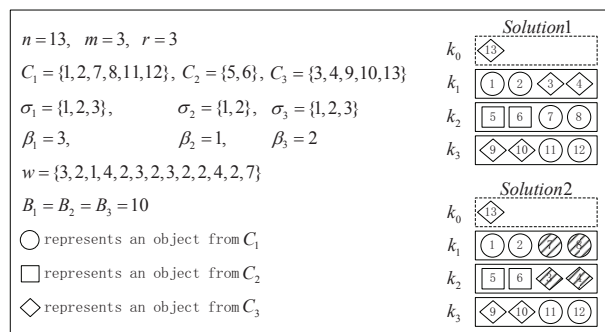 n = 13, m = 3, r = 3
C₁ = {1,2,7,8,11,12}, C₂ = {5,6}, C₃ = {3,4,9,10,13}
σ₁ = {1,2,3}, σ₂ = {1,2}, σ₃ = {1,2,3}
β₁ = 3, β₂ = 1, β₃ = 2
w = {3,2,1,4,2,3,2,3,2,2,4,2,7}
B₁ = B₂ = B₃ = 10
represents an object from C₁
represents an object from C₂
represents an object from C₃
Solution1
k₀ 13
k₁ 1 2 3 4
k₂ 5 6 7 8
k₃ 9 10 11 12
Solution2
k₀ 13
k₁ 1 2 7 8
k₂ 5 6 3 4
k₃ 9 10 11 12